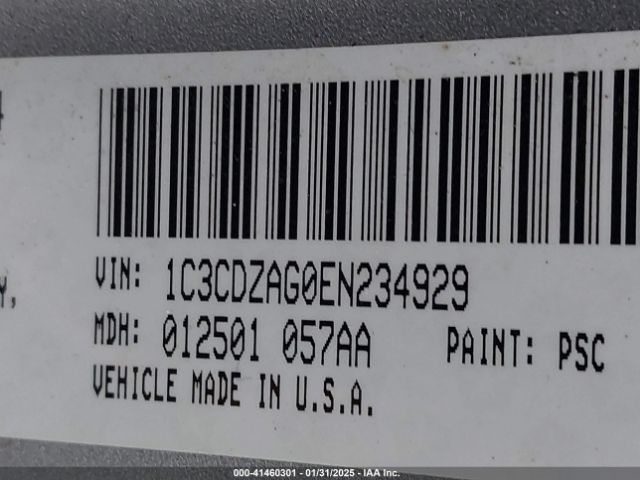 VIN: 1C3CDZAG0EN234929
Y,
MDH: 012501 057AA PAINT: PSC
VEHICLE MADE IN U.S.A.
000-41460301 - 01/31/2025 - IAA Inc.